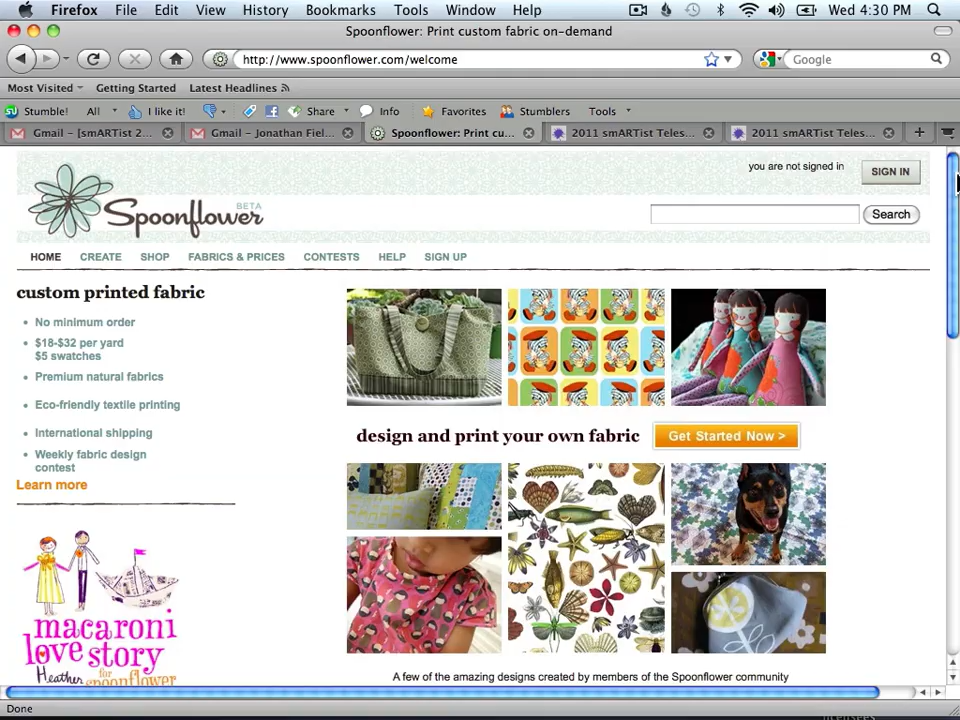 Firefox File Edit View History Bookmarks Tools Window Help Wed 4:30 PM
Spoonflower: Print custom fabric on-demand
http://www.spoonflower.com/welcome Google
Most Visited Getting Started Latest Headlines
Stumble! All I like it! Share Info Favorites Stumblers Tools
Gmail - [smARTist 2... Gmail - Jonathan Fiel... Spoonflower: Print cu... 2011 smARTist Teles... 2011 smARTist Teles...
you are not signed in SIGN IN
Spoonflower BETA
Search
HOME CREATE SHOP FABRICS & PRICES CONTESTS HELP SIGN UP
custom printed fabric
No minimum order
$18-$32 per yard
$5 swatches
Premium natural fabrics
Eco-friendly textile printing
International shipping
Weekly fabric design
contest
Learn more
design and print your own fabric Get Started Now >
macaroni
love story
Heather for spoonflower
A few of the amazing designs created by members of the Spoonflower community
Done